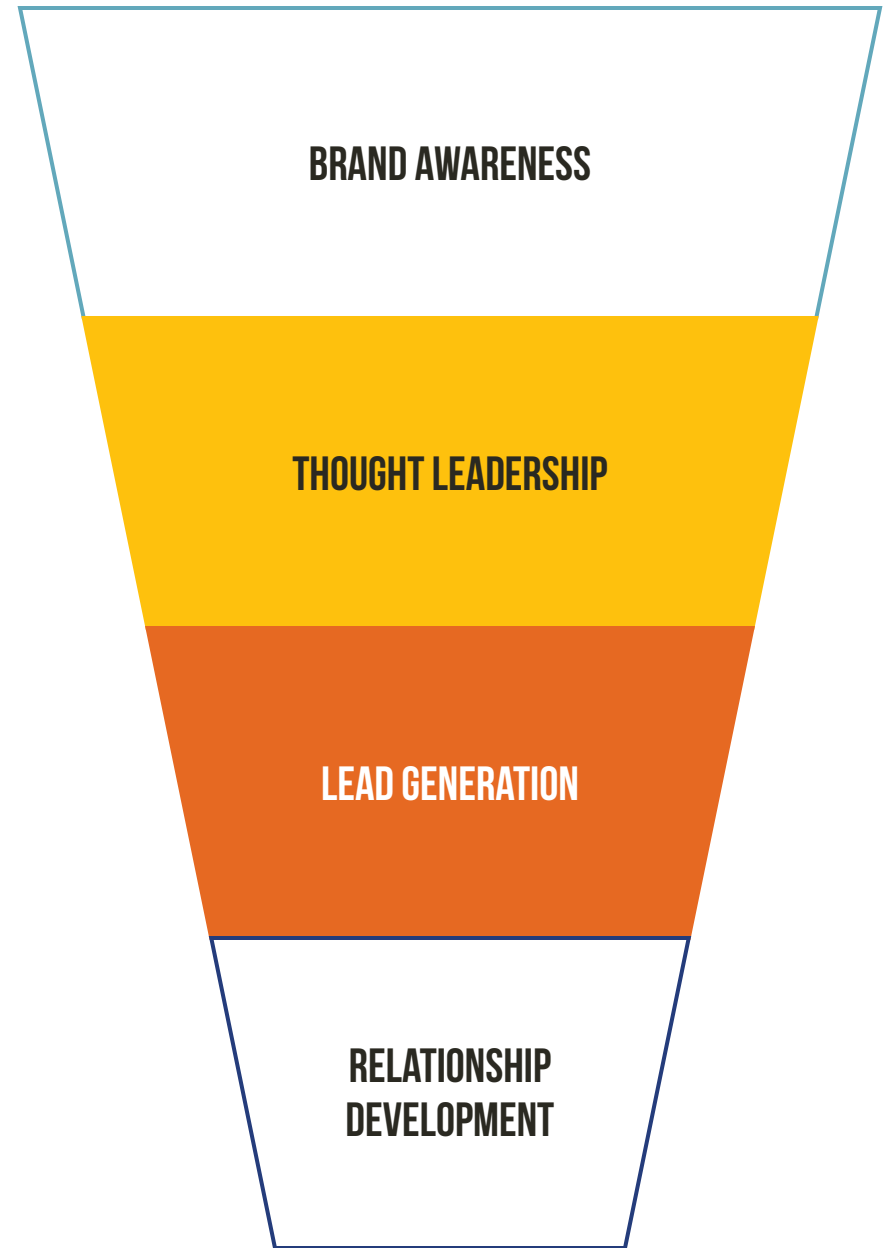 BRAND AWARENESS
THOUGHT LEADERSHIP
LEAD GENERATION
RELATIONSHIP
DEVELOPMENT